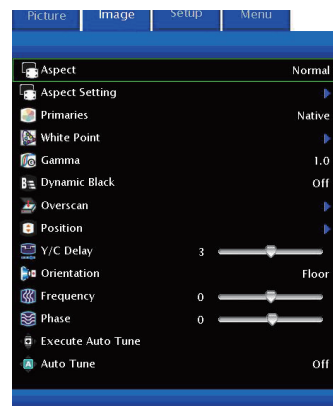 Picture Image Setup Menu
Aspect Normal
Aspect Setting
Primaries Native
White Point
Gamma 1.0
Dynamic Black Off
Overscan
Position
Y/C Delay 3
Orientation Floor
Frequency 0
Phase 0
Execute Auto Tune
Auto Tune Off